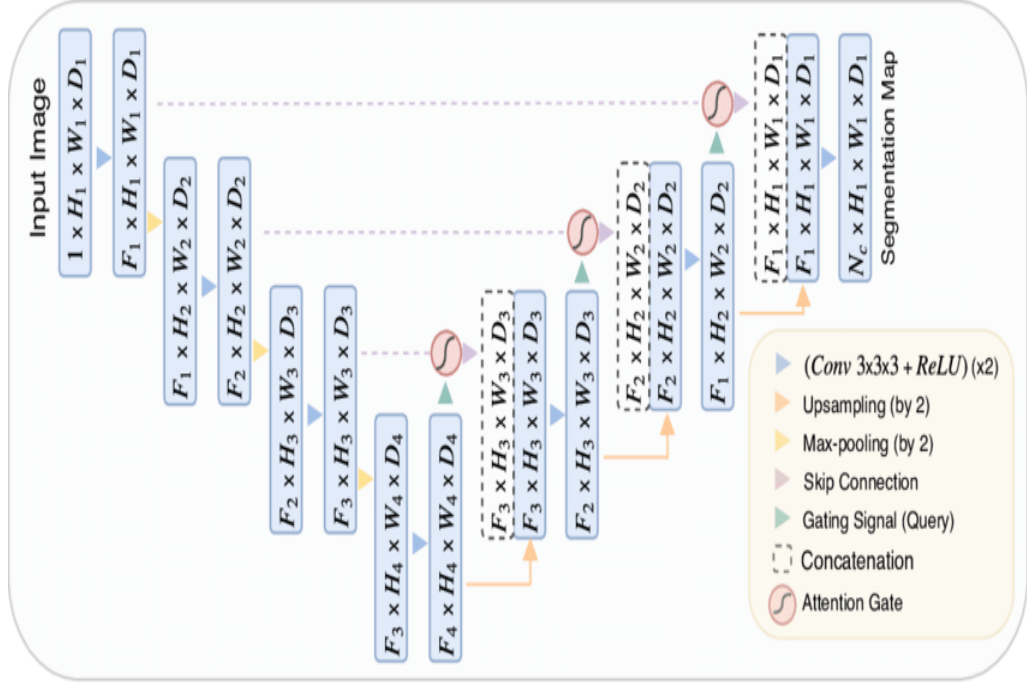 Input Image
1 × H₁ × W₁ × D₁
F₁ × H₁ × W₁ × D₁
F₁ × H₂ × W₂ × D₂
F₂ × H₂ × W₂ × D₂
F₂ × H₃ × W₃ × D₃
F₃ × H₃ × W₃ × D₃
F₃ × H₄ × W₄ × D₄
F₄ × H₄ × W₄ × D₄
F₃ × H₃ × W₃ × D₃
F₃ × H₃ × W₃ × D₃
F₂ × H₃ × W₃ × D₃
F₂ × H₂ × W₂ × D₂
F₂ × H₂ × W₂ × D₂
F₁ × H₂ × W₂ × D₂
F₁ × H₁ × W₁ × D₁
F₁ × H₁ × W₁ × D₁
N_c × H₁ × W₁ × D₁
Segmentation Map
(Conv 3x3x3 + ReLU) (x2)
Upsampling (by 2)
Max-pooling (by 2)
Skip Connection
Gating Signal (Query)
Concatenation
Attention Gate